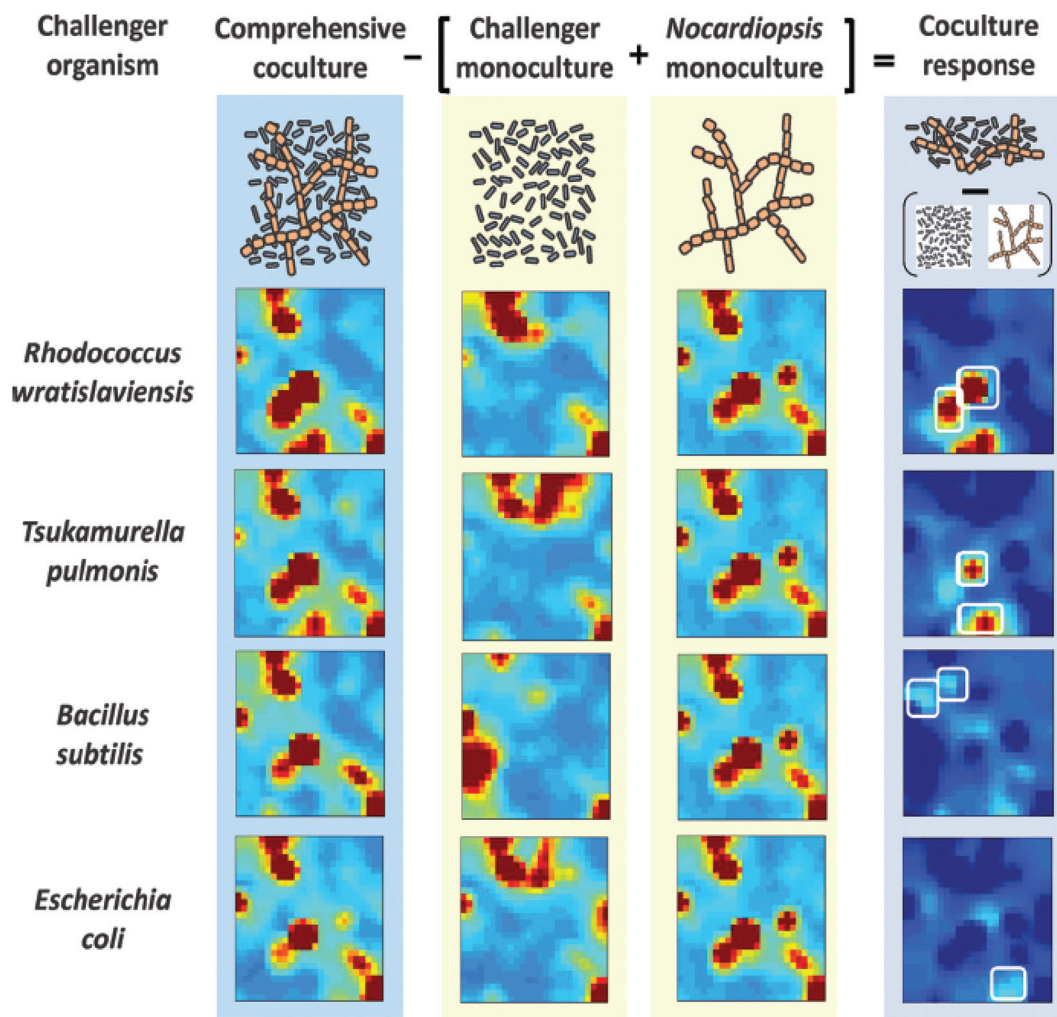 Challenger
organism
Comprehensive
coculture
−
[
Challenger
monoculture
+
Nocardiopsis
monoculture
]
=
Coculture
response
−
Rhodococcus
wratislaviensis
Tsukamurella
pulmonis
Bacillus
subtilis
Escherichia
coli